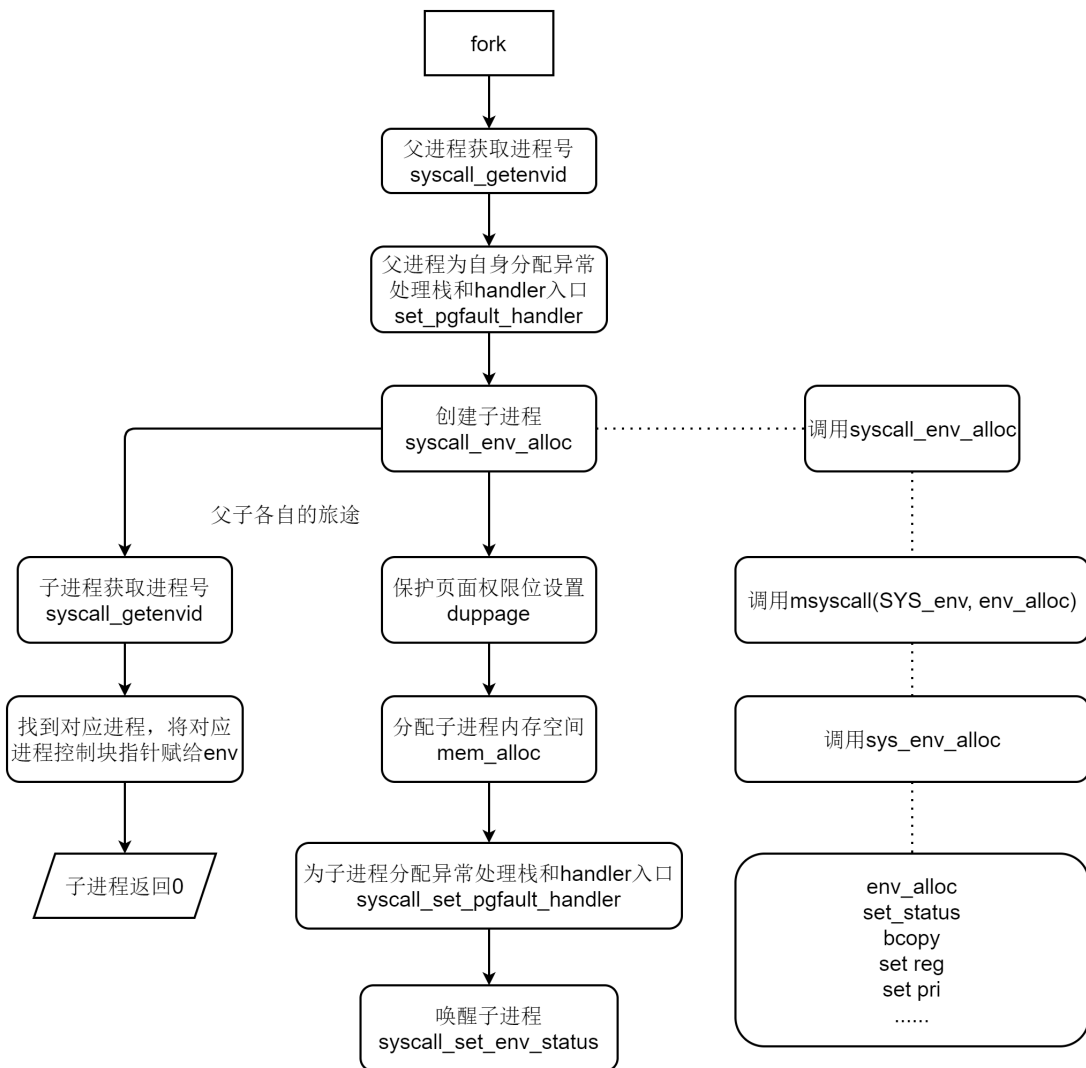 fork
父进程获取进程号
syscall_getenvid
父进程为自身分配异常
处理栈和handler入口
set_pgfault_handler
创建子进程
syscall_env_alloc
调用syscall_env_alloc
父子各自的旅途
子进程获取进程号
syscall_getenvid
保护页面权限位设置
duppage
调用msyscall(SYS_env, env_alloc)
找到对应进程，将对应
进程控制块指针赋给env
分配子进程内存空间
mem_alloc
调用sys_env_alloc
子进程返回0
为子进程分配异常处理栈和handler入口
syscall_set_pgfault_handler
env_alloc
set_status
bcopy
set reg
set pri
......
唤醒子进程
syscall_set_env_status